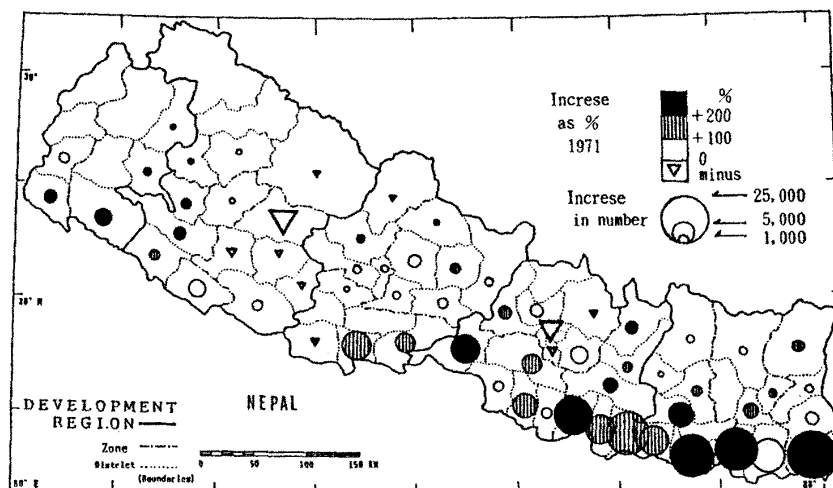 30°
Increse
as %
1971
%
+200
+100
0
minus
Increse
in number
25,000
5,000
1,000
28° N
DEVELOPMENT
REGION
NEPAL
Zone
District
(Boundaries)
0 50 100 150 KM
80° E
88°